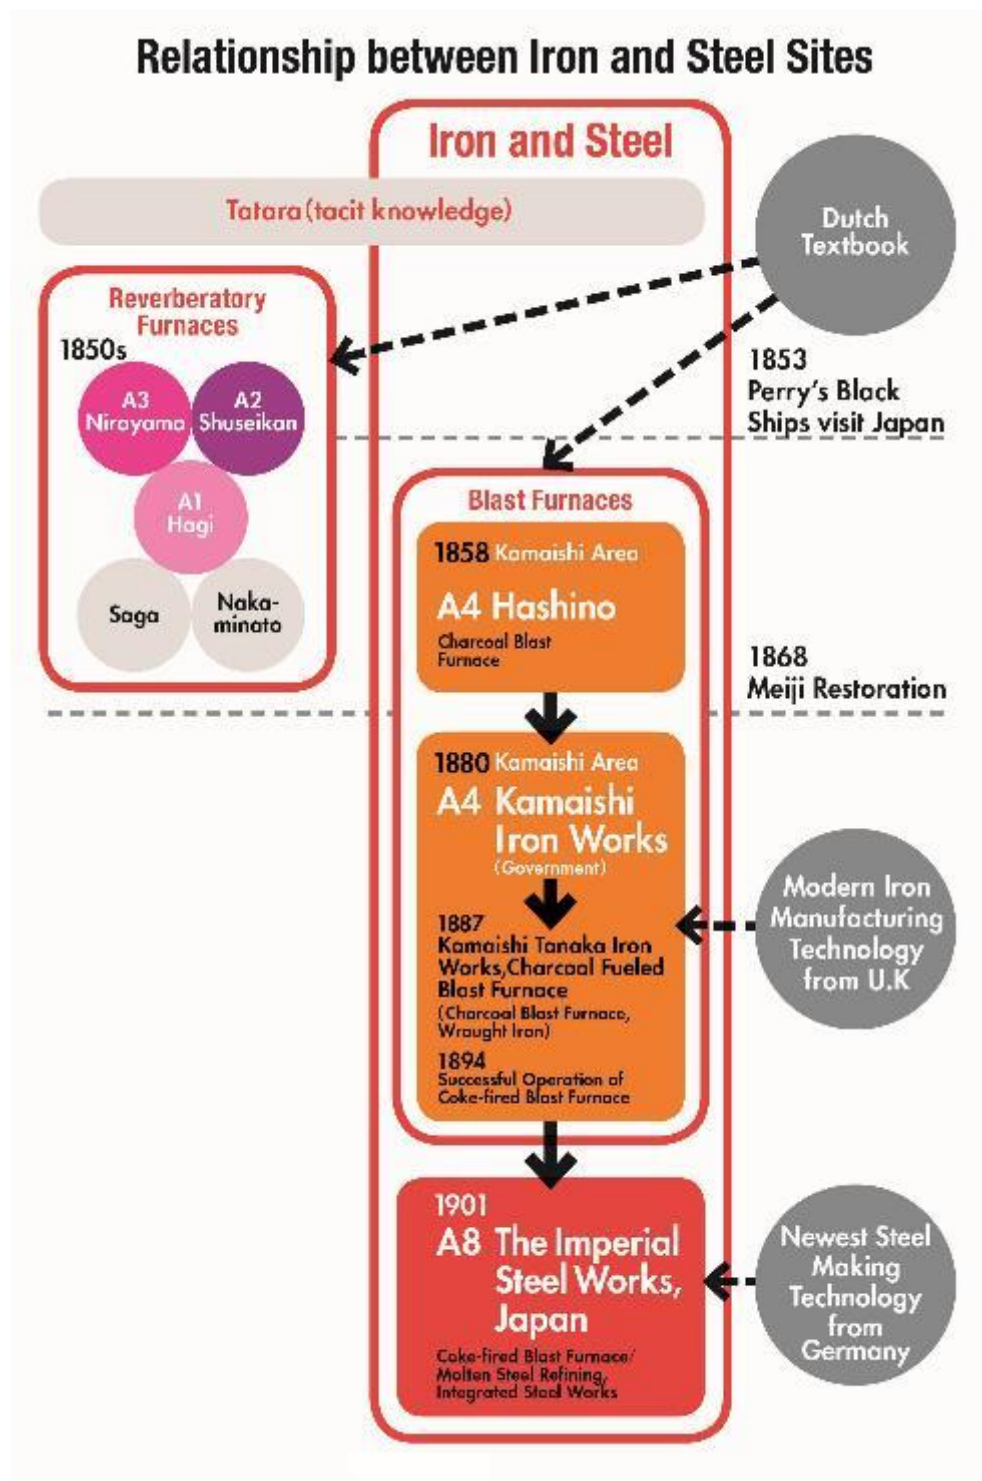 Relationship between Iron and Steel Sites
Iron and Steel
Tatara (tacit knowledge)
Dutch
Textbook
Reverberatory
Furnaces
1850s
A3
Nirayama
A2
Shuseikan
A1
Hagi
Saga
Naka-
minato
1853
Perry's Black
Ships visit Japan
Blast Furnaces
1858 Kamaishi Area
A4 Hashino
Charcoal Blast
Furnace
1868
Meiji Restoration
1880 Kamaishi Area
A4 Kamaishi
Iron Works
(Government)
1887
Kamaishi Tanaka Iron
Works,Charcoal Fueled
Blast Furnace
(Charcoal Blast Furnace,
Wraught Iron)
1894
Successful Operation of
Coke-fired Blast Furnace
Modern Iron
Manufacturing
Technology
from U.K
1901
A8 The Imperial
Steel Works,
Japan
Coke-fired Blast Furnace/
Molten Steel Refining,
Integrated Steel Works
Newest Steel
Making
Technology
from
Germany